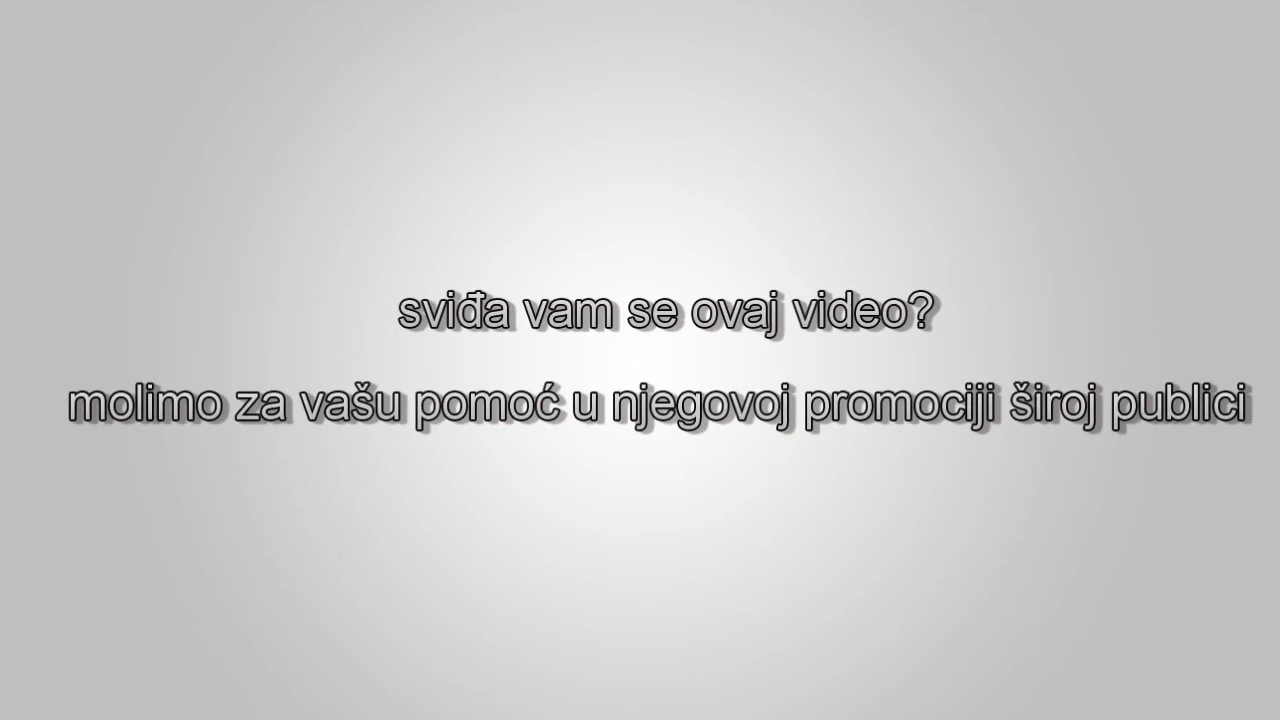 sviđa vam se ovaj video?
molimo za vašu pomoć u njegovoj promociji široj publici